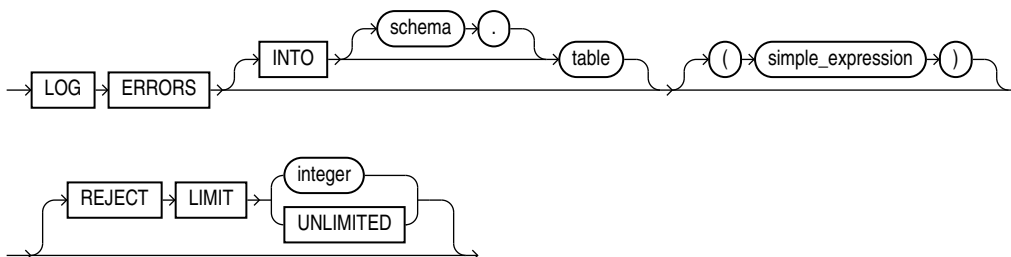 schema .
INTO table ( simple_expression )
LOG ERRORS
integer
REJECT LIMIT
UNLIMITED